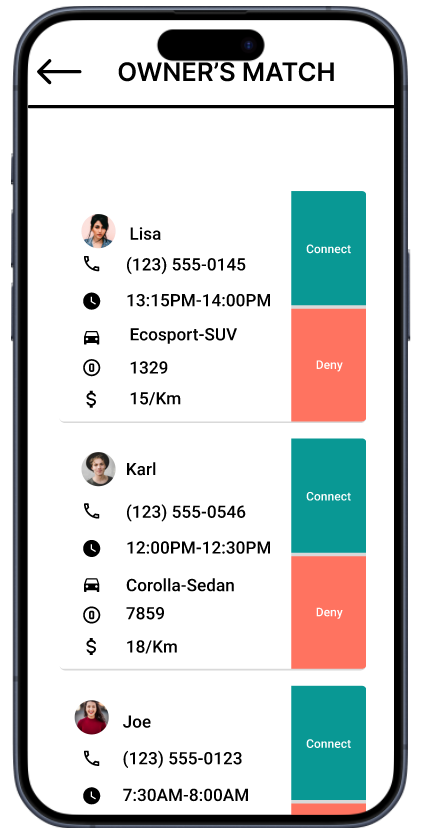 OWNER'S MATCH
Lisa
(123) 555-0145
13:15PM-14:00PM
Ecosport-SUV
1329
15/Km
Connect
Deny
Karl
(123) 555-0546
12:00PM-12:30PM
Corolla-Sedan
7859
18/Km
Connect
Deny
Joe
(123) 555-0123
7:30AM-8:00AM
Connect